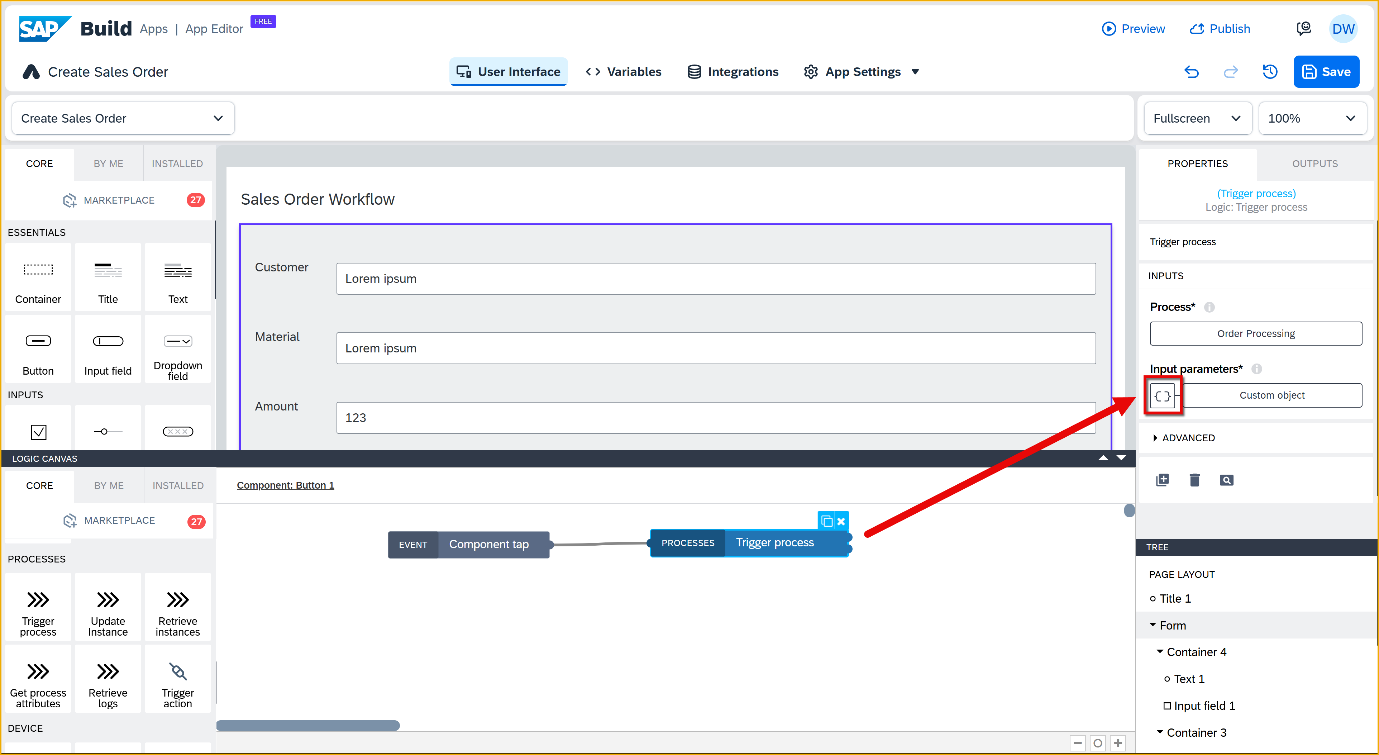 SAP Build Apps | App Editor FREE
Preview Publish DW
Create Sales Order
User Interface Variables Integrations App Settings
Save
Create Sales Order
Fullscreen 100%
CORE BY ME INSTALLED
MARKETPLACE 27
ESSENTIALS
Container Title Text
Button Input field Dropdown field
INPUTS
Sales Order Workflow
Customer Lorem ipsum
Material Lorem ipsum
Amount 123
PROPERTIES OUTPUTS
(Trigger process)
Logic: Trigger process
Trigger process
INPUTS
Process*
Order Processing
Input parameters*
Custom object
ADVANCED
LOGIC CANVAS
CORE BY ME INSTALLED
MARKETPLACE 27
PROCESSES
Trigger process Update Instance Retrieve instances
Get process attributes Retrieve logs Trigger action
DEVICE
Component: Button 1
EVENT Component tap
PROCESSES Trigger process
TREE
PAGE LAYOUT
Title 1
Form
Container 4
Text 1
Input field 1
Container 3